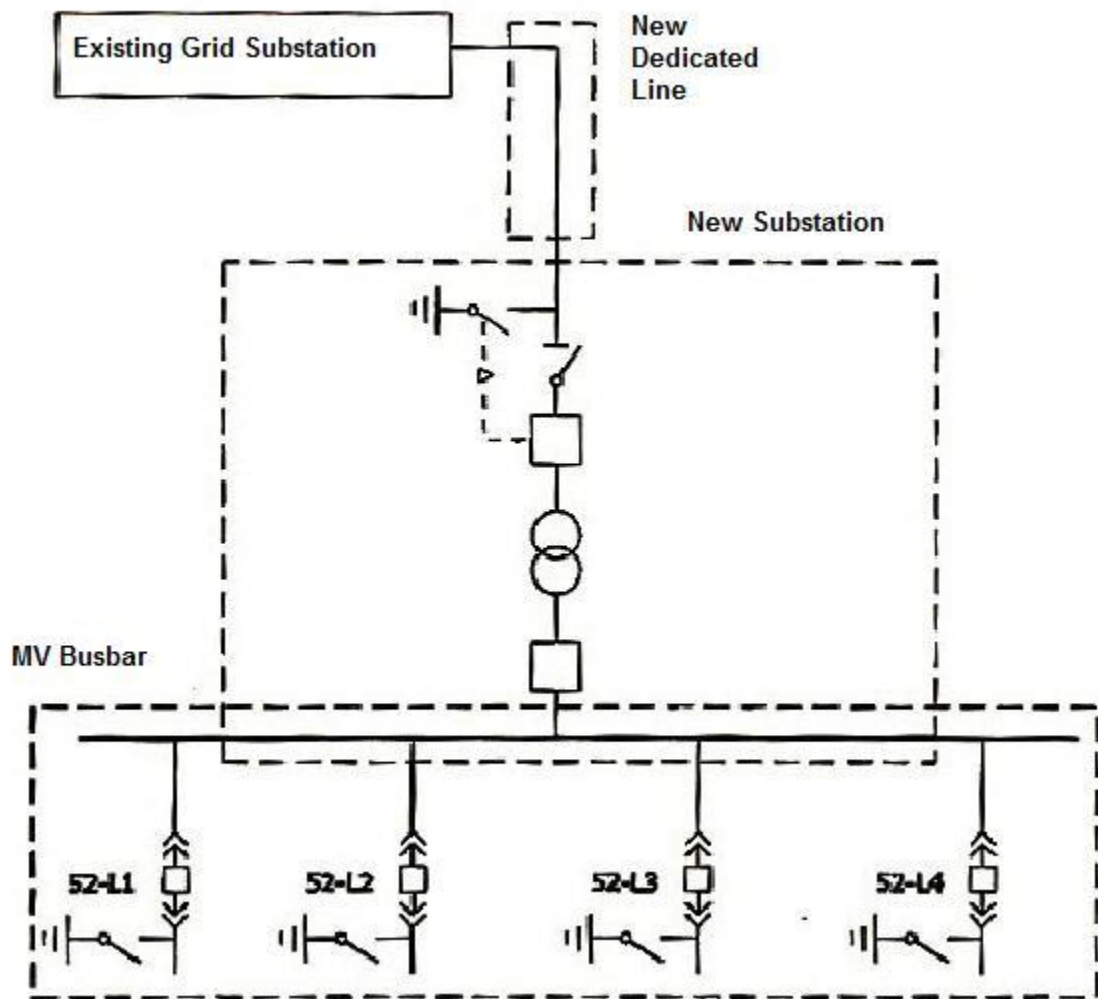 Existing Grid Substation
New
Dedicated
Line
New Substation
MV Busbar
52-L1
52-L2
52-L3
52-L4